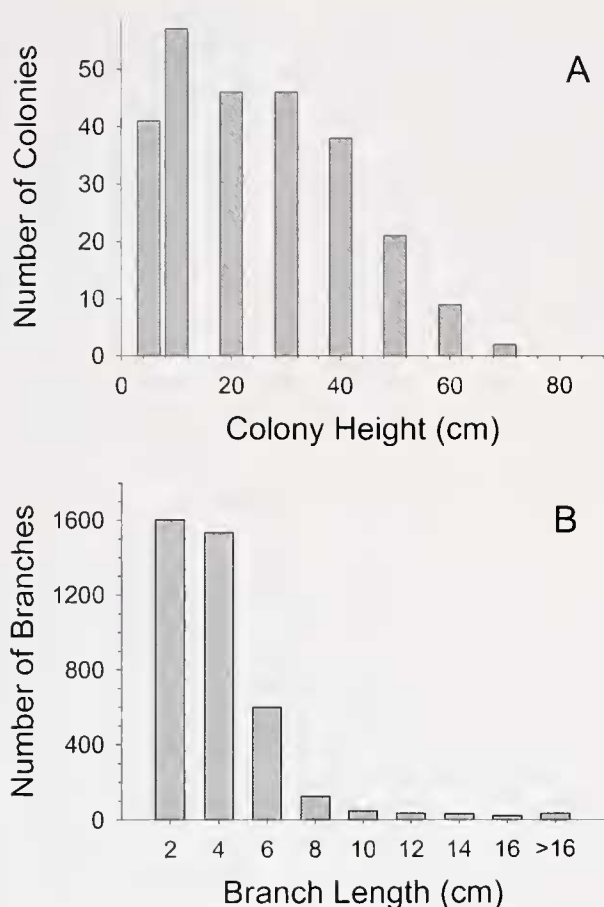 A
Number of Colonies
50
40
30
20
10
0
0 20 40 60 80
Colony Height (cm)
B
Number of Branches
1600
1200
800
400
0
2 4 6 8 10 12 14 16 >16
Branch Length (cm)